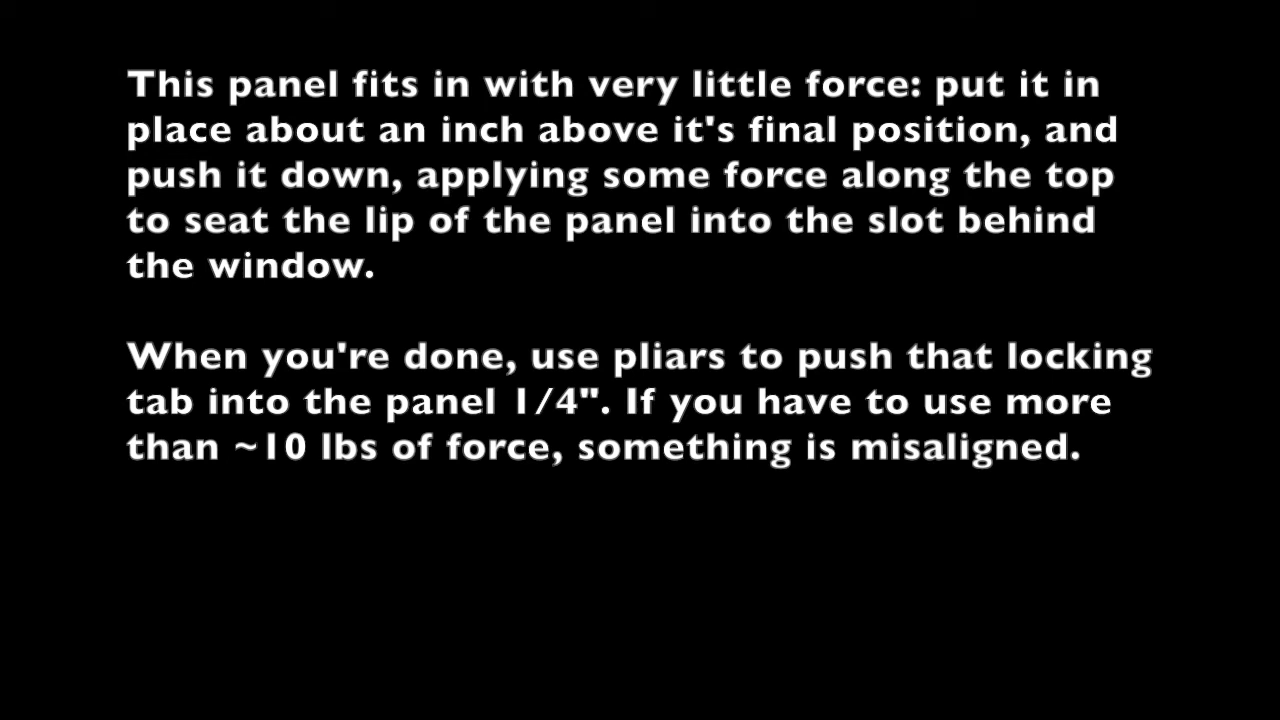 This panel fits in with very little force: put it in
place about an inch above it's final position, and
push it down, applying some force along the top
to seat the lip of the panel into the slot behind
the window.
When you're done, use pliars to push that locking
tab into the panel 1/4". If you have to use more
than ~10 lbs of force, something is misaligned.